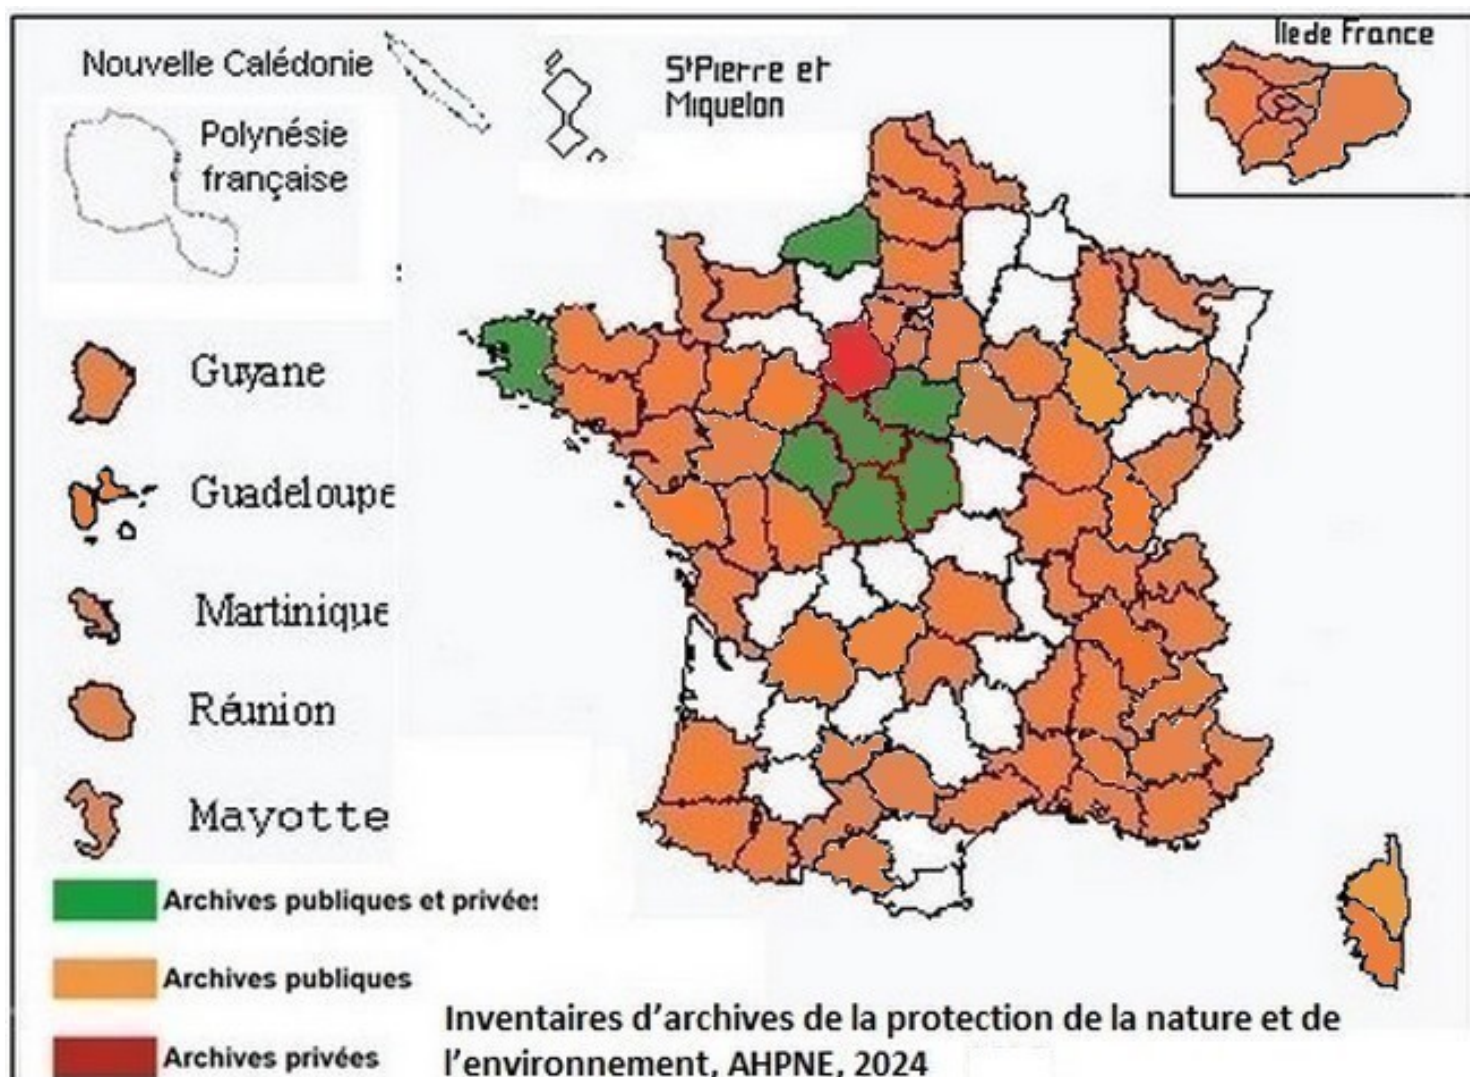 Nouvelle Calédonie
StPierre et
Miquelon
Ile de France
Polynésie
française
Guyane
Guadeloupe
Martinique
Réunion
Mayotte
Archives publiques et privées
Archives publiques
Archives privées
Inventaires d’archives de la protection de la nature et de
l’environnement, AHPNE, 2024